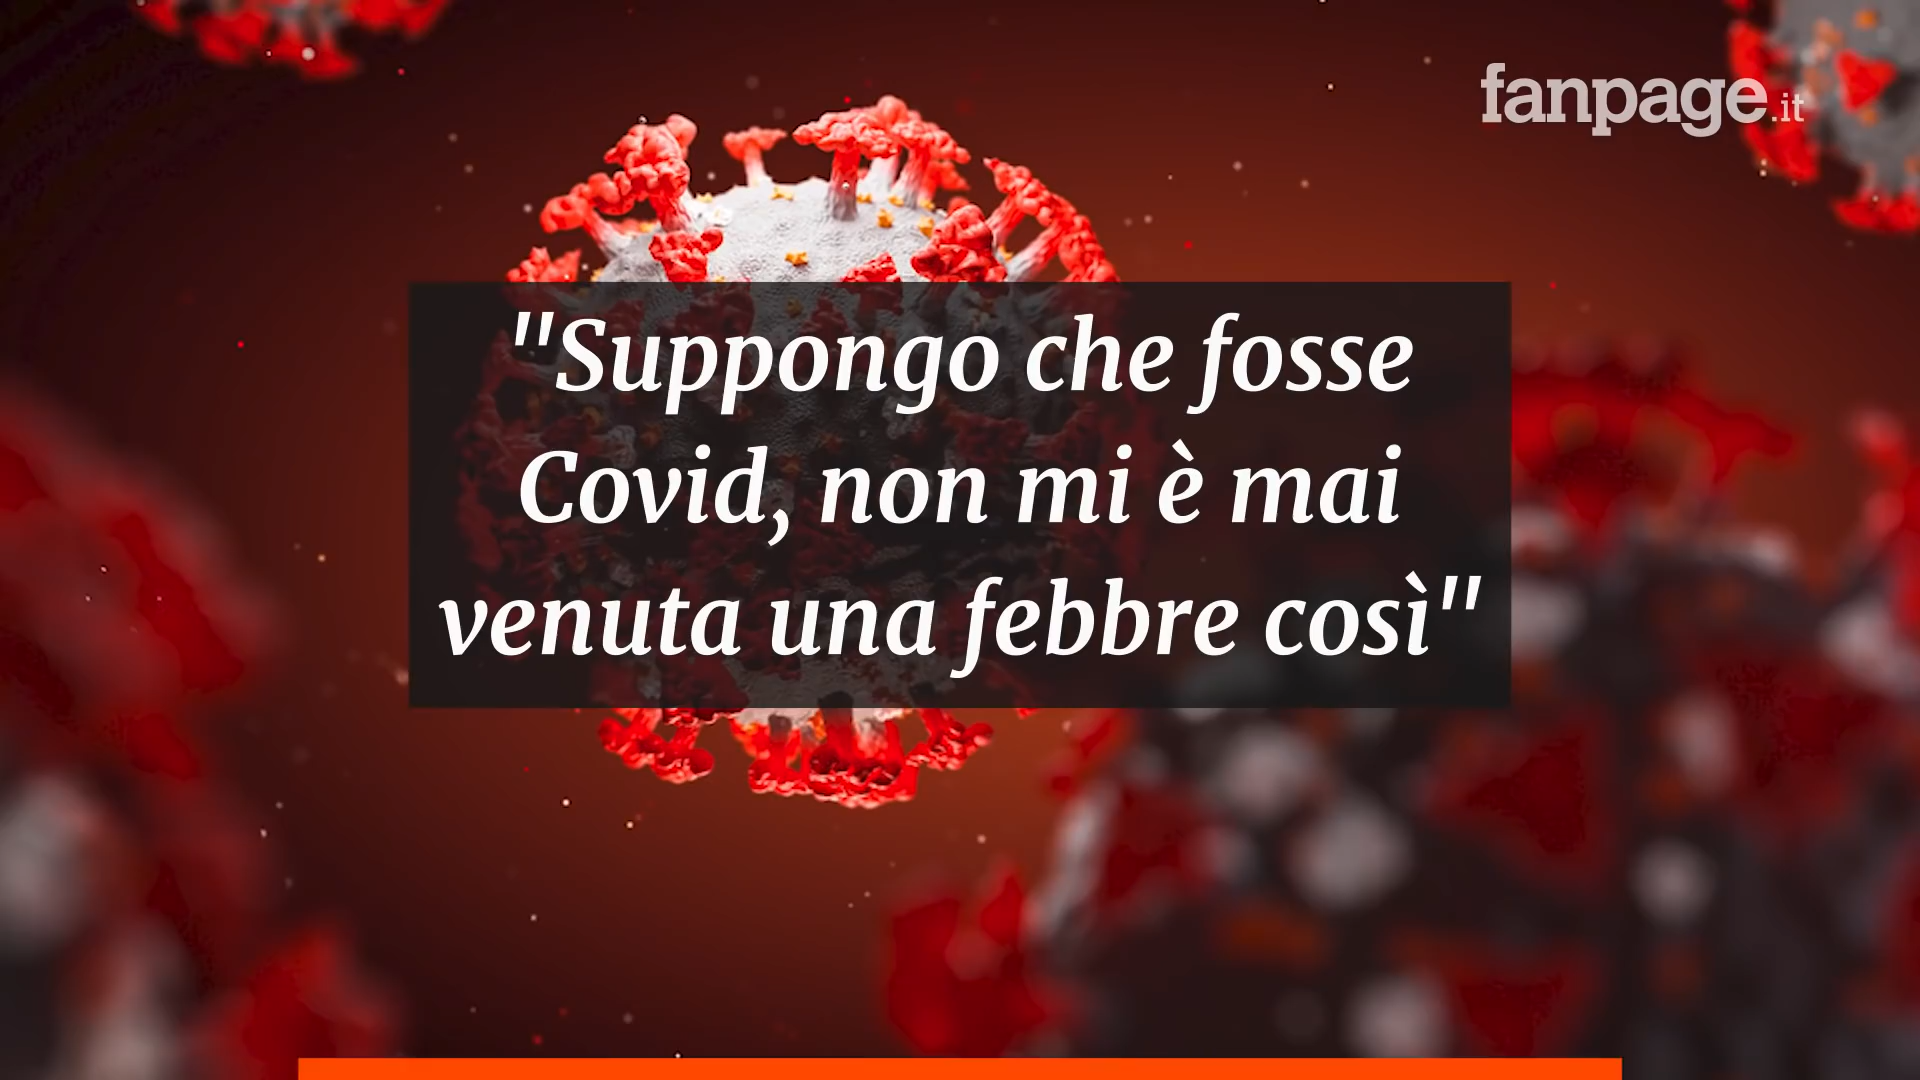 fanpage.it
"Suppongo che fosse
Covid, non mi è mai
venuta una febbre così"